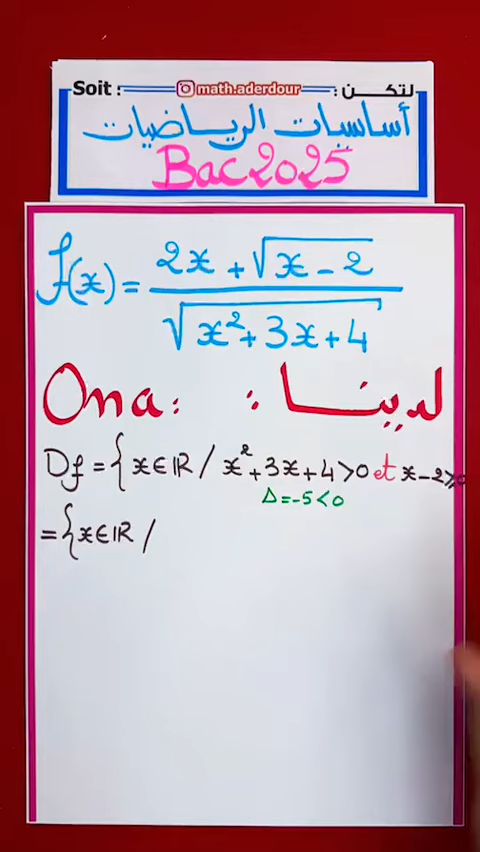 Soit : math.aderdour لتكن :
أساسيات الرياضيات
Bac2025
f(x) = (2x + √(x - 2)) / √(x² + 3x + 4)
Ona : لدينا :
Df = { x ∈ ℝ / x² + 3x + 4 > 0 et x - 2 ≥ 0
Δ = -5 < 0
= { x ∈ ℝ /